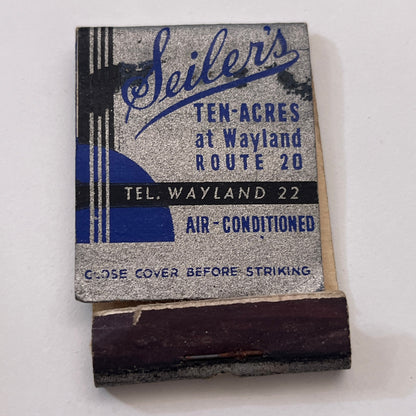 Seiler's
TEN-ACRES
at Wayland
ROUTE 20
TEL. WAYLAND 22
AIR-CONDITIONED
CLOSE COVER BEFORE STRIKING